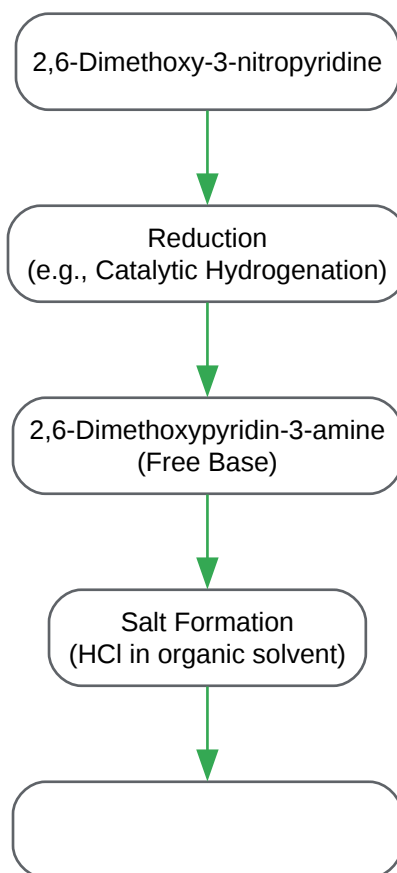 2,6-Dimethoxy-3-nitropyridine
Reduction
(e.g., Catalytic Hydrogenation)
2,6-Dimethoxypyridin-3-amine
(Free Base)
Salt Formation
(HCl in organic solvent)